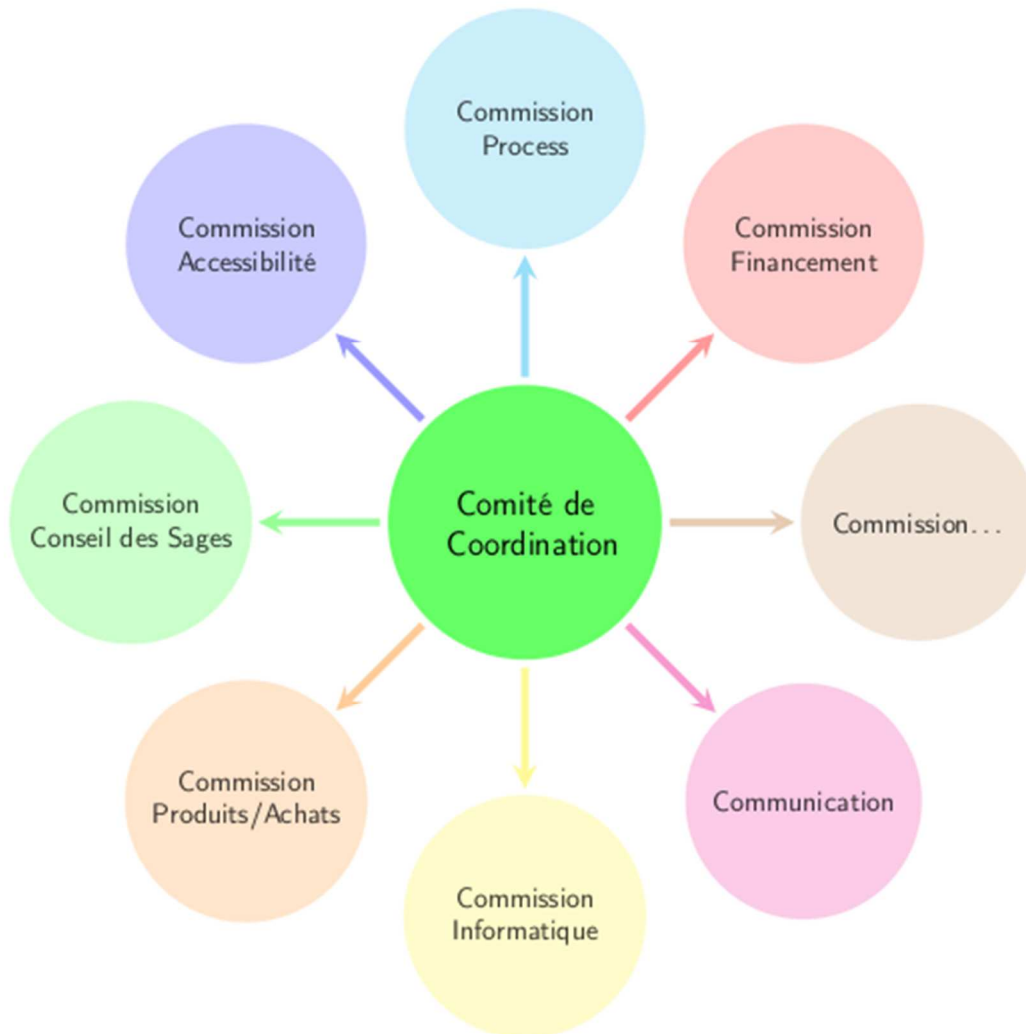 Commission
Process
Commission
Accessibilité
Commission
Financement
Commission
Conseil des Sages
Comité de
Coordination
Commission...
Commission
Produits/Achats
Communication
Commission
Informatique